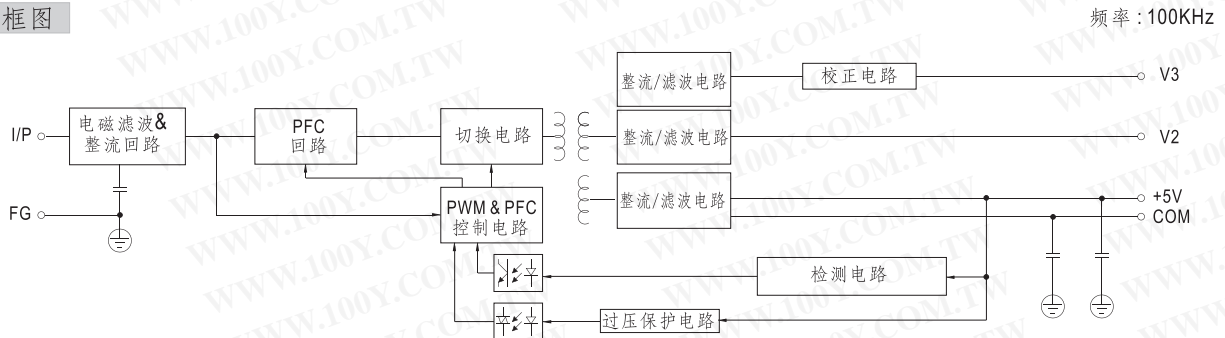 框图
频率 : 100KHz
整流/滤波电路
校正电路
V3
I/P
电磁滤波&
整流回路
PFC
回路
切换电路
整流/滤波电路
V2
FG
PWM & PFC
控制电路
整流/滤波电路
+5V
COM
检测电路
过压保护电路
WWW.100Y.COM.TW